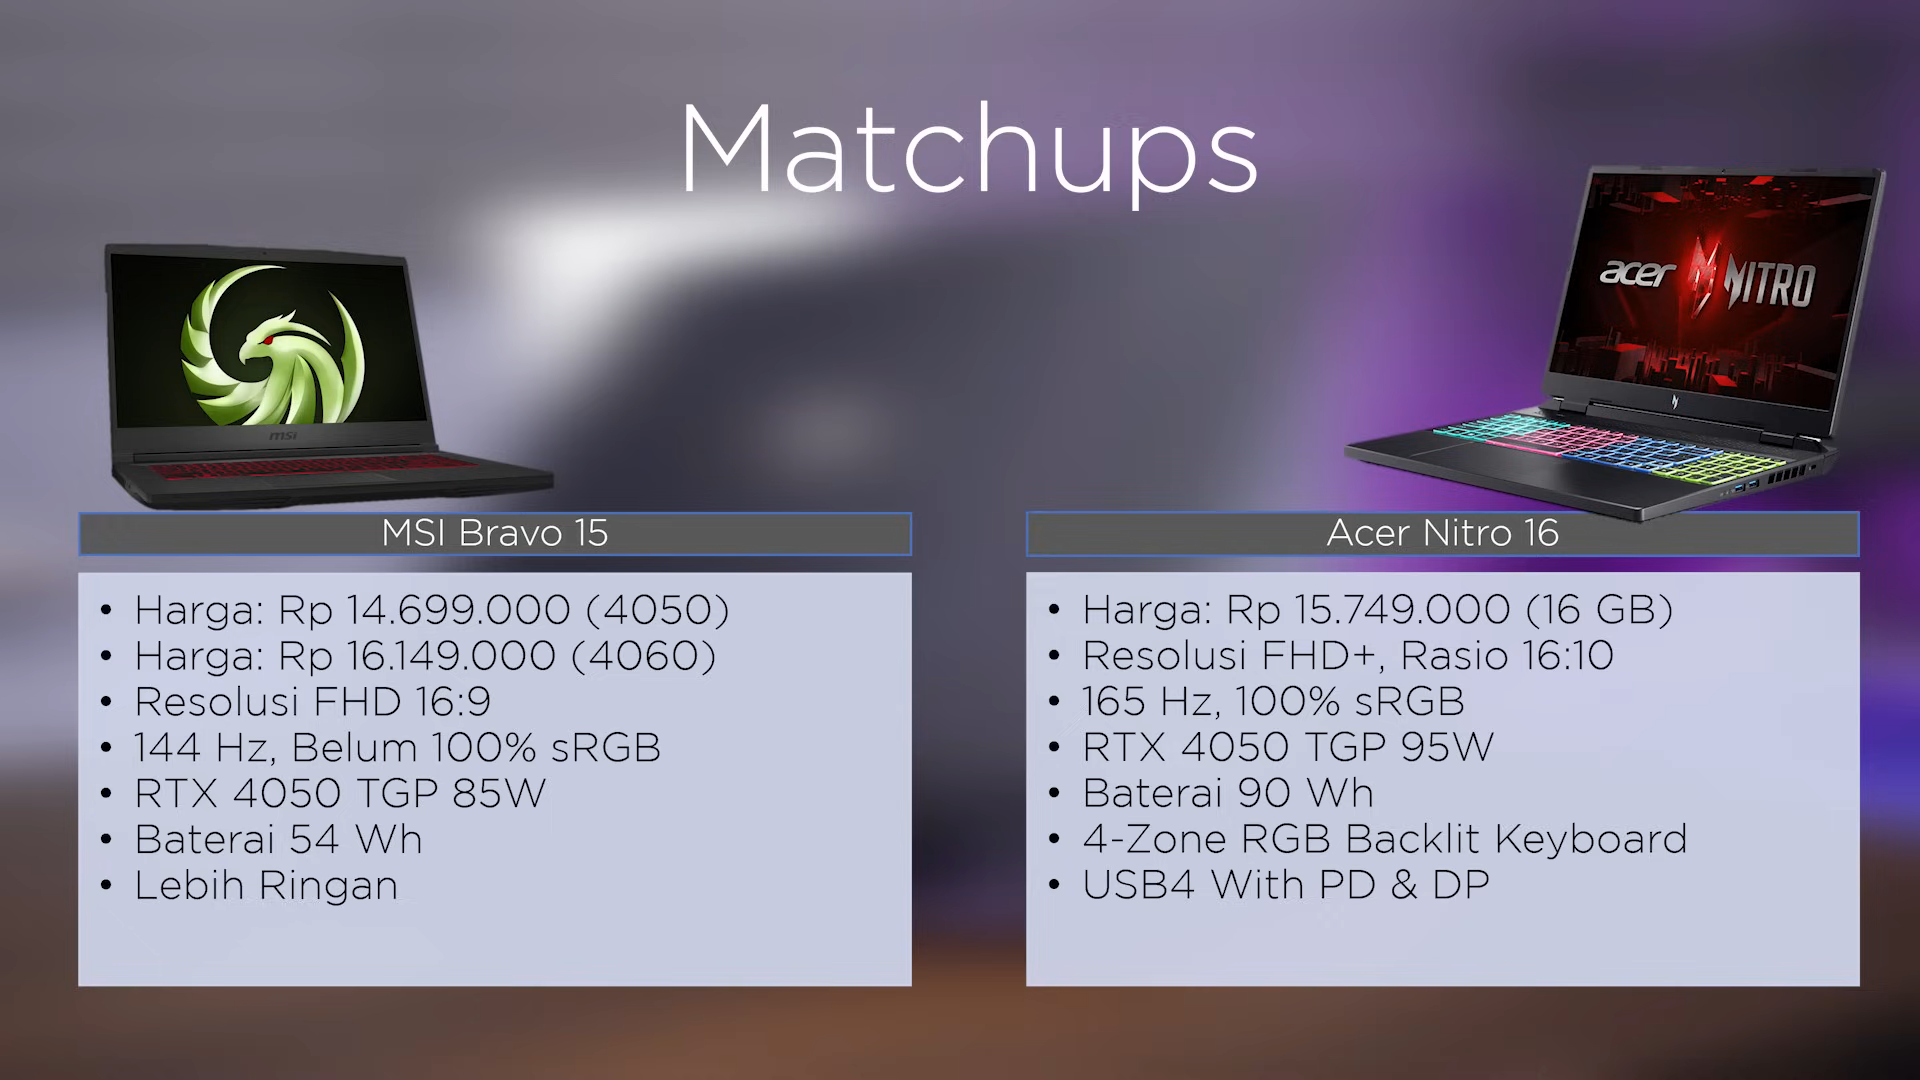 Matchups
acer NITRO
msi
MSI Bravo 15
• Harga: Rp 14.699.000 (4050)
• Harga: Rp 16.149.000 (4060)
• Resolusi FHD 16:9
• 144 Hz, Belum 100% sRGB
• RTX 4050 TGP 85W
• Baterai 54 Wh
• Lebih Ringan
Acer Nitro 16
• Harga: Rp 15.749.000 (16 GB)
• Resolusi FHD+, Rasio 16:10
• 165 Hz, 100% sRGB
• RTX 4050 TGP 95W
• Baterai 90 Wh
• 4-Zone RGB Backlit Keyboard
• USB4 With PD & DP